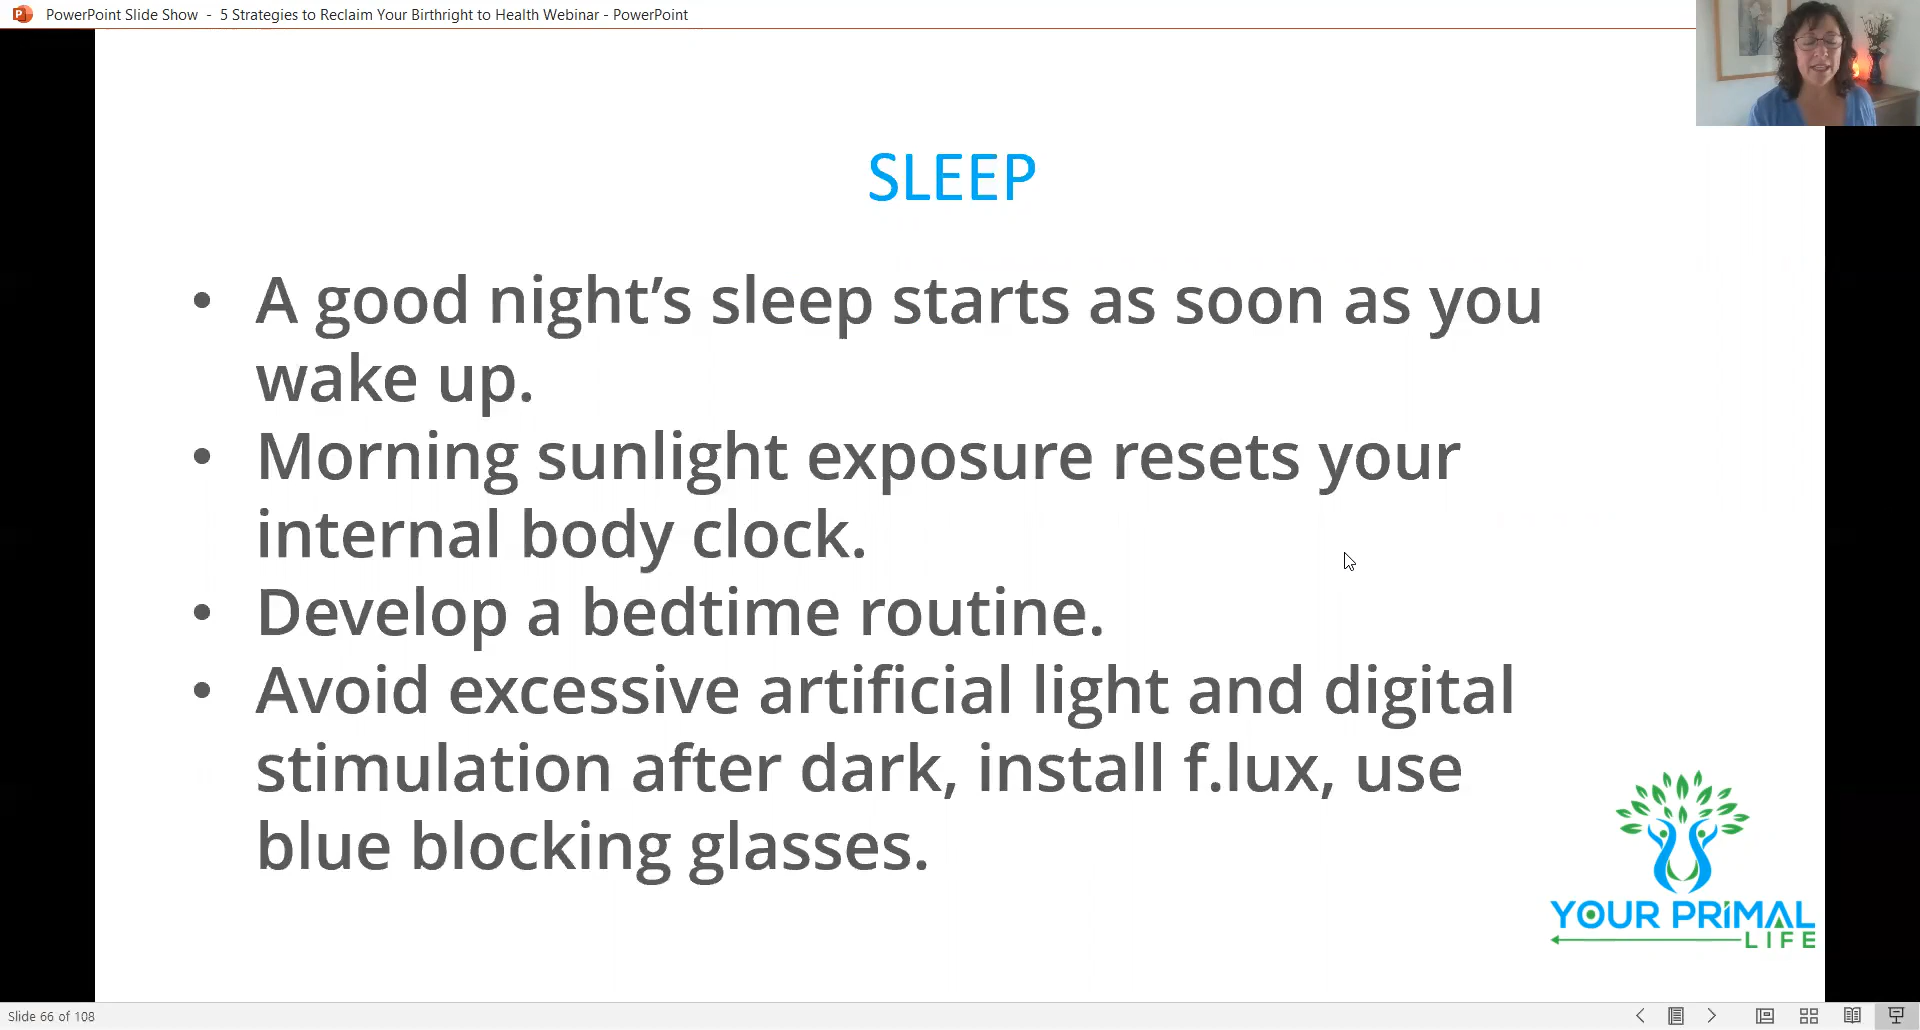 PowerPoint Slide Show - 5 Strategies to Reclaim Your Birthright to Health Webinar - PowerPoint
SLEEP
• A good night’s sleep starts as soon as you
wake up.
• Morning sunlight exposure resets your
internal body clock.
• Develop a bedtime routine.
• Avoid excessive artificial light and digital
stimulation after dark, install f.lux, use
blue blocking glasses.
YOUR PRiMAL
LIFE
Slide 66 of 108